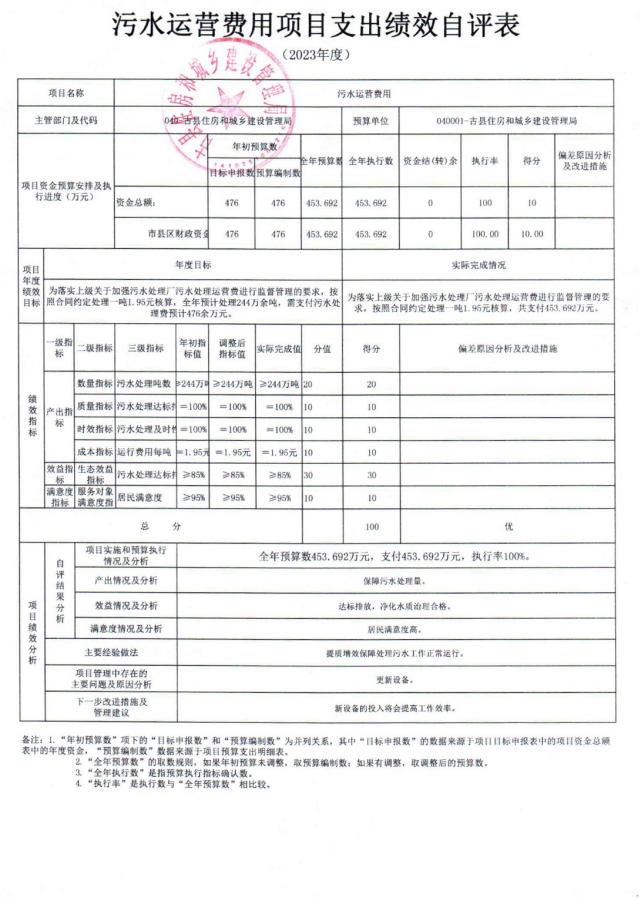 污水运营费用项目支出绩效自评表
（2023年度）
项目名称 污水运营费用
主管部门及代码 040-古县住房和城乡建设管理局 预算单位 040001-古县住房和城乡建设管理局
项目资金预算安排及执行进度（万元） 年初预算数 全年预算数 全年执行数 资金结(转)余 执行率 得分 偏差原因分析及改进措施
目标申报数 预算编制数
资金总额： 476 476 453.692 453.692 0 100 10
市县区财政资金 476 476 453.692 453.692 0 100.00 10.00
项目年度绩效目标 年度目标 实际完成情况
为落实上级关于加强污水处理厂污水处理运营费进行监督管理的要求，按照合同约定处理一吨1.95元核算，全年预计处理244万余吨，需支付污水处理费预计476余万元。
为落实上级关于加强污水处理厂污水处理运营费进行监督管理的要求，按照合同约定处理一吨1.95元核算，共支付453.692万元。
绩效指标 一级指标 二级指标 三级指标 年初指标值 调整后指标值 实际完成值 分值 得分 偏差原因分析及改进措施
产出指标 数量指标 污水处理吨数 ≥244万吨 ≥244万吨 ≥244万吨 20 20
质量指标 污水处理达标 ＝100% ＝100% ＝100% 10 10
时效指标 污水处理及时 ＝100% ＝100% ＝100% 10 10
成本指标 运行费用每吨 ＝1.95元 ＝1.95元 ＝1.95元 10 10
效益指标 生态效益指标 污水处理达标 ≥85% ≥85% ≥85% 30 30
满意度指标 服务对象满意度指 居民满意度 ≥95% ≥95% ≥95% 10 10
总 分 100 优
项目绩效分析 自评结果分析 项目实施和预算执行情况及分析 全年预算数453.692万元，支付453.692万元，执行率100%。
产出情况及分析 保障污水处理量。
效益情况及分析 达标排放，净化水质治理合格。
满意度情况及分析 居民满意度高。
主要经验做法 提质增效保障处理污水工作正常运行。
项目管理中存在的主要问题及原因分析 更新设备。
下一步改进措施及管理建议 新设备的投入将会提高工作效率。
备注：1.“年初预算数”项下的“目标申报数”和“预算编制数”为并列关系，其中“目标申报数”的数据来源于项目目标申报表中的项目资金总额
表中的年度资金，“预算编制数”数据来源于项目预算支出明细表。
2.“全年预算数”的取数规则，如果年初预算未调整，取预算编制数；如果有调整，取调整后的预算数。
3.“全年执行数”是指预算执行指标确认数。
4.“执行率”是执行数与“全年预算数”相比较。
古县住房和城乡建设管理局